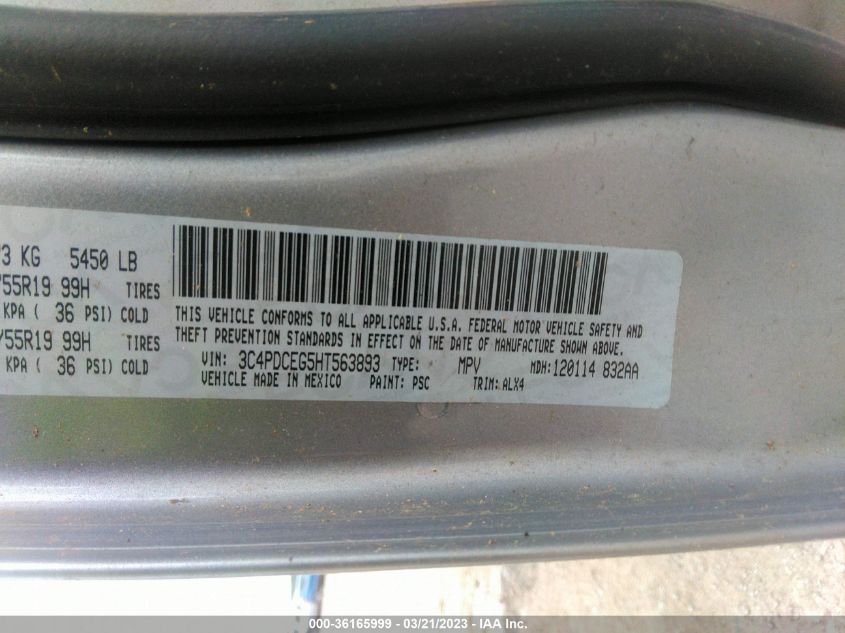 73 KG 5450 LB
55R19 99H TIRES
KPA ( 36 PSI) COLD
/55R19 99H TIRES
KPA ( 36 PSI) COLD
THIS VEHICLE CONFORMS TO ALL APPLICABLE U.S.A. FEDERAL MOTOR VEHICLE SAFETY AND
THEFT PREVENTION STANDARDS IN EFFECT ON THE DATE OF MANUFACTURE SHOWN ABOVE.
VIN: 3C4PDCEG5HT563893 TYPE: MPV MDH:120114 832AA
VEHICLE MADE IN MEXICO PAINT: PSC TRIM: ALX4
000-36165999 - 03/21/2023 - IAA Inc.